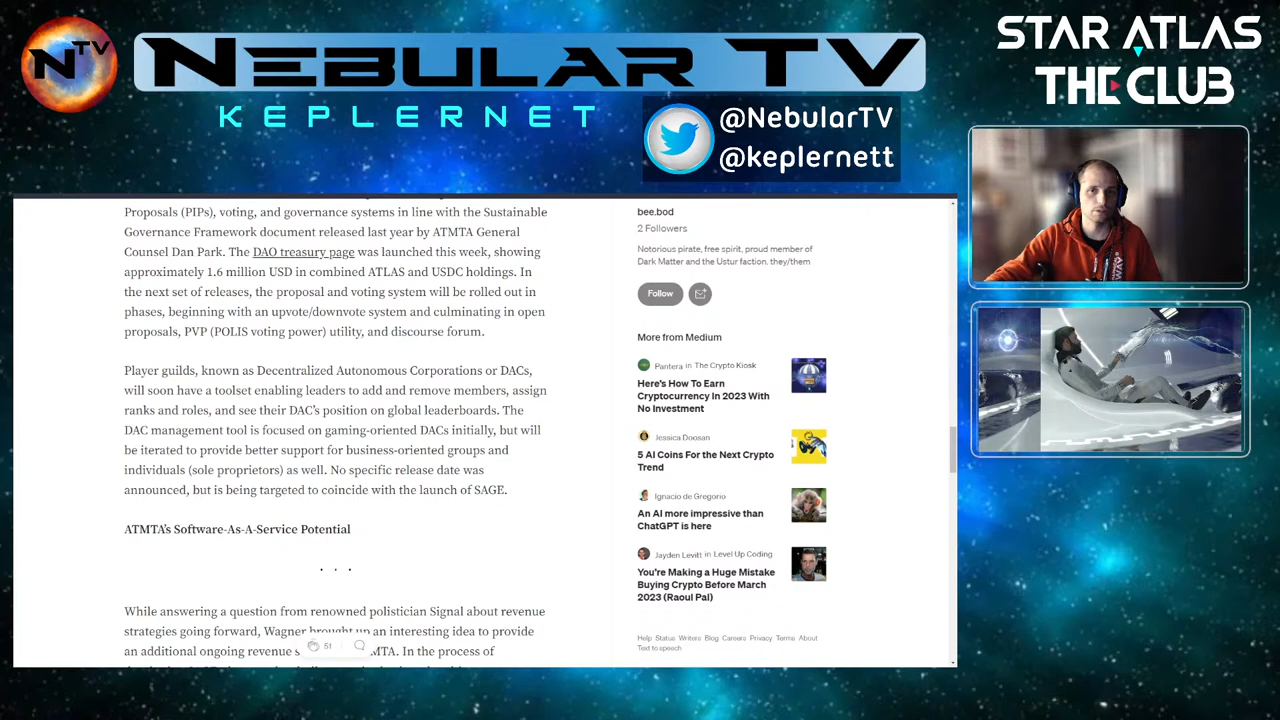 NTV
NEBULAR TV
KEPLERNET
@NebularTV
@keplernett
STAR ATLAS
THE CLUB
Proposals (PIPs), voting, and governance systems in line with the Sustainable
Governance Framework document released last year by ATMTA General
Counsel Dan Park. The DAO treasury page was launched this week, showing
approximately 1.6 million USD in combined ATLAS and USDC holdings. In
the next set of releases, the proposal and voting system will be rolled out in
phases, beginning with an upvote/downvote system and culminating in open
proposals, PVP (POLIS voting power) utility, and discourse forum.
Player guilds, known as Decentralized Autonomous Corporations or DACs,
will soon have a toolset enabling leaders to add and remove members, assign
ranks and roles, and see their DAC's position on global leaderboards. The
DAC management tool is focused on gaming-oriented DACs initially, but will
be iterated to provide better support for business-oriented groups and
individuals (sole proprietors) as well. No specific release date was
announced, but is being targeted to coincide with the launch of SAGE.
ATMTA's Software-As-A-Service Potential
. . .
While answering a question from renowned polistician Signal about revenue
strategies going forward, Wagner brought up an interesting idea to provide
an additional ongoing revenue s MTA. In the process of
51
bee.bod
2 Followers
Notorious pirate, free spirit, proud member of
Dark Matter and the Ustur faction. they/them
Follow
More from Medium
Pantera in The Crypto Kiosk
Here's How To Earn
Cryptocurrency In 2023 With
No Investment
Jessica Doosan
5 AI Coins For the Next Crypto
Trend
Ignacio de Gregorio
An AI more impressive than
ChatGPT is here
Jayden Levitt in Level Up Coding
You're Making a Huge Mistake
Buying Crypto Before March
2023 (Raoul Pal)
Help Status Writers Blog Careers Privacy Terms About
Text to speech